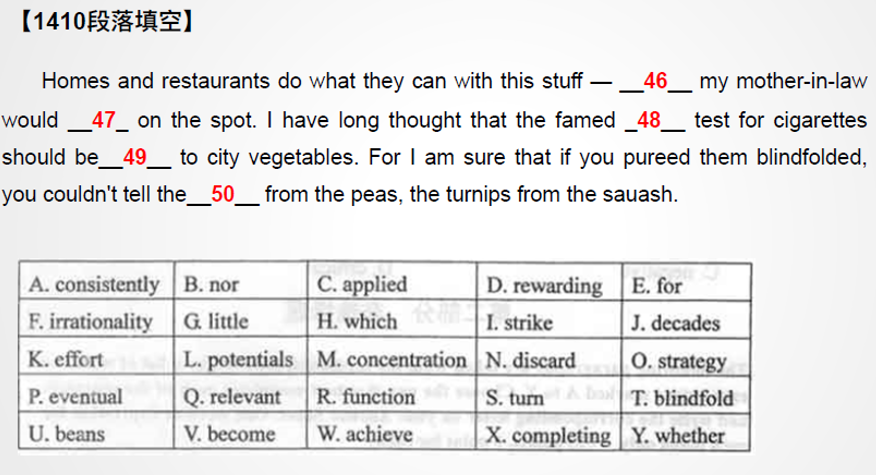 【1410段落填空】
Homes and restaurants do what they can with this stuff — __46__ my mother-in-law
would __47_ on the spot. I have long thought that the famed _48__ test for cigarettes
should be__49__ to city vegetables. For I am sure that if you pureed them blindfolded,
you couldn't tell the__50__ from the peas, the turnips from the sauash.
A. consistently B. nor C. applied D. rewarding E. for
F. irrationality G. little H. which I. strike J. decades
K. effort L. potentials M. concentration N. discard O. strategy
P. eventual Q. relevant R. function S. turn T. blindfold
U. beans V. become W. achieve X. completing Y. whether